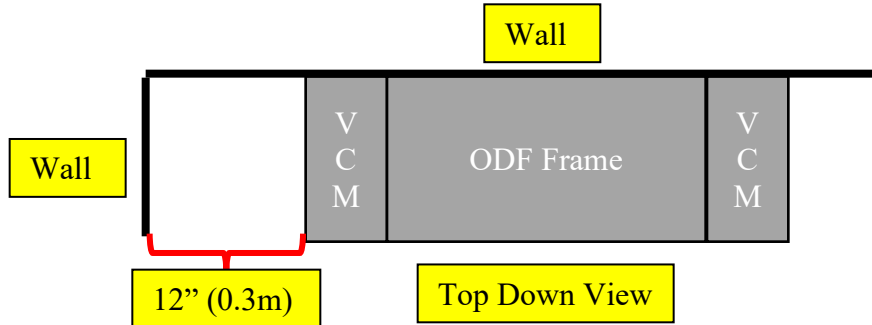 Wall
V
C
M
ODF Frame
V
C
M
Wall
12” (0.3m)
Top Down View